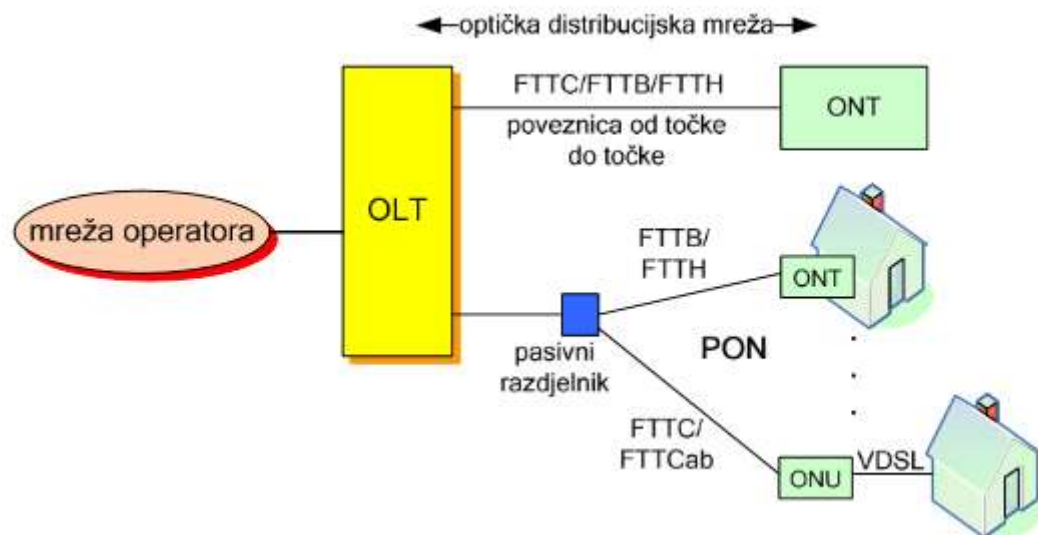 optička distribucijska mreža
FTTC/FTTB/FTTH
poveznica od točke
do točke
ONT
OLT
mreža operatora
FTTB/
FTTH
ONT
pasivni
razdjelnik
PON
FTTC/
FTTCab
ONU
VDSL